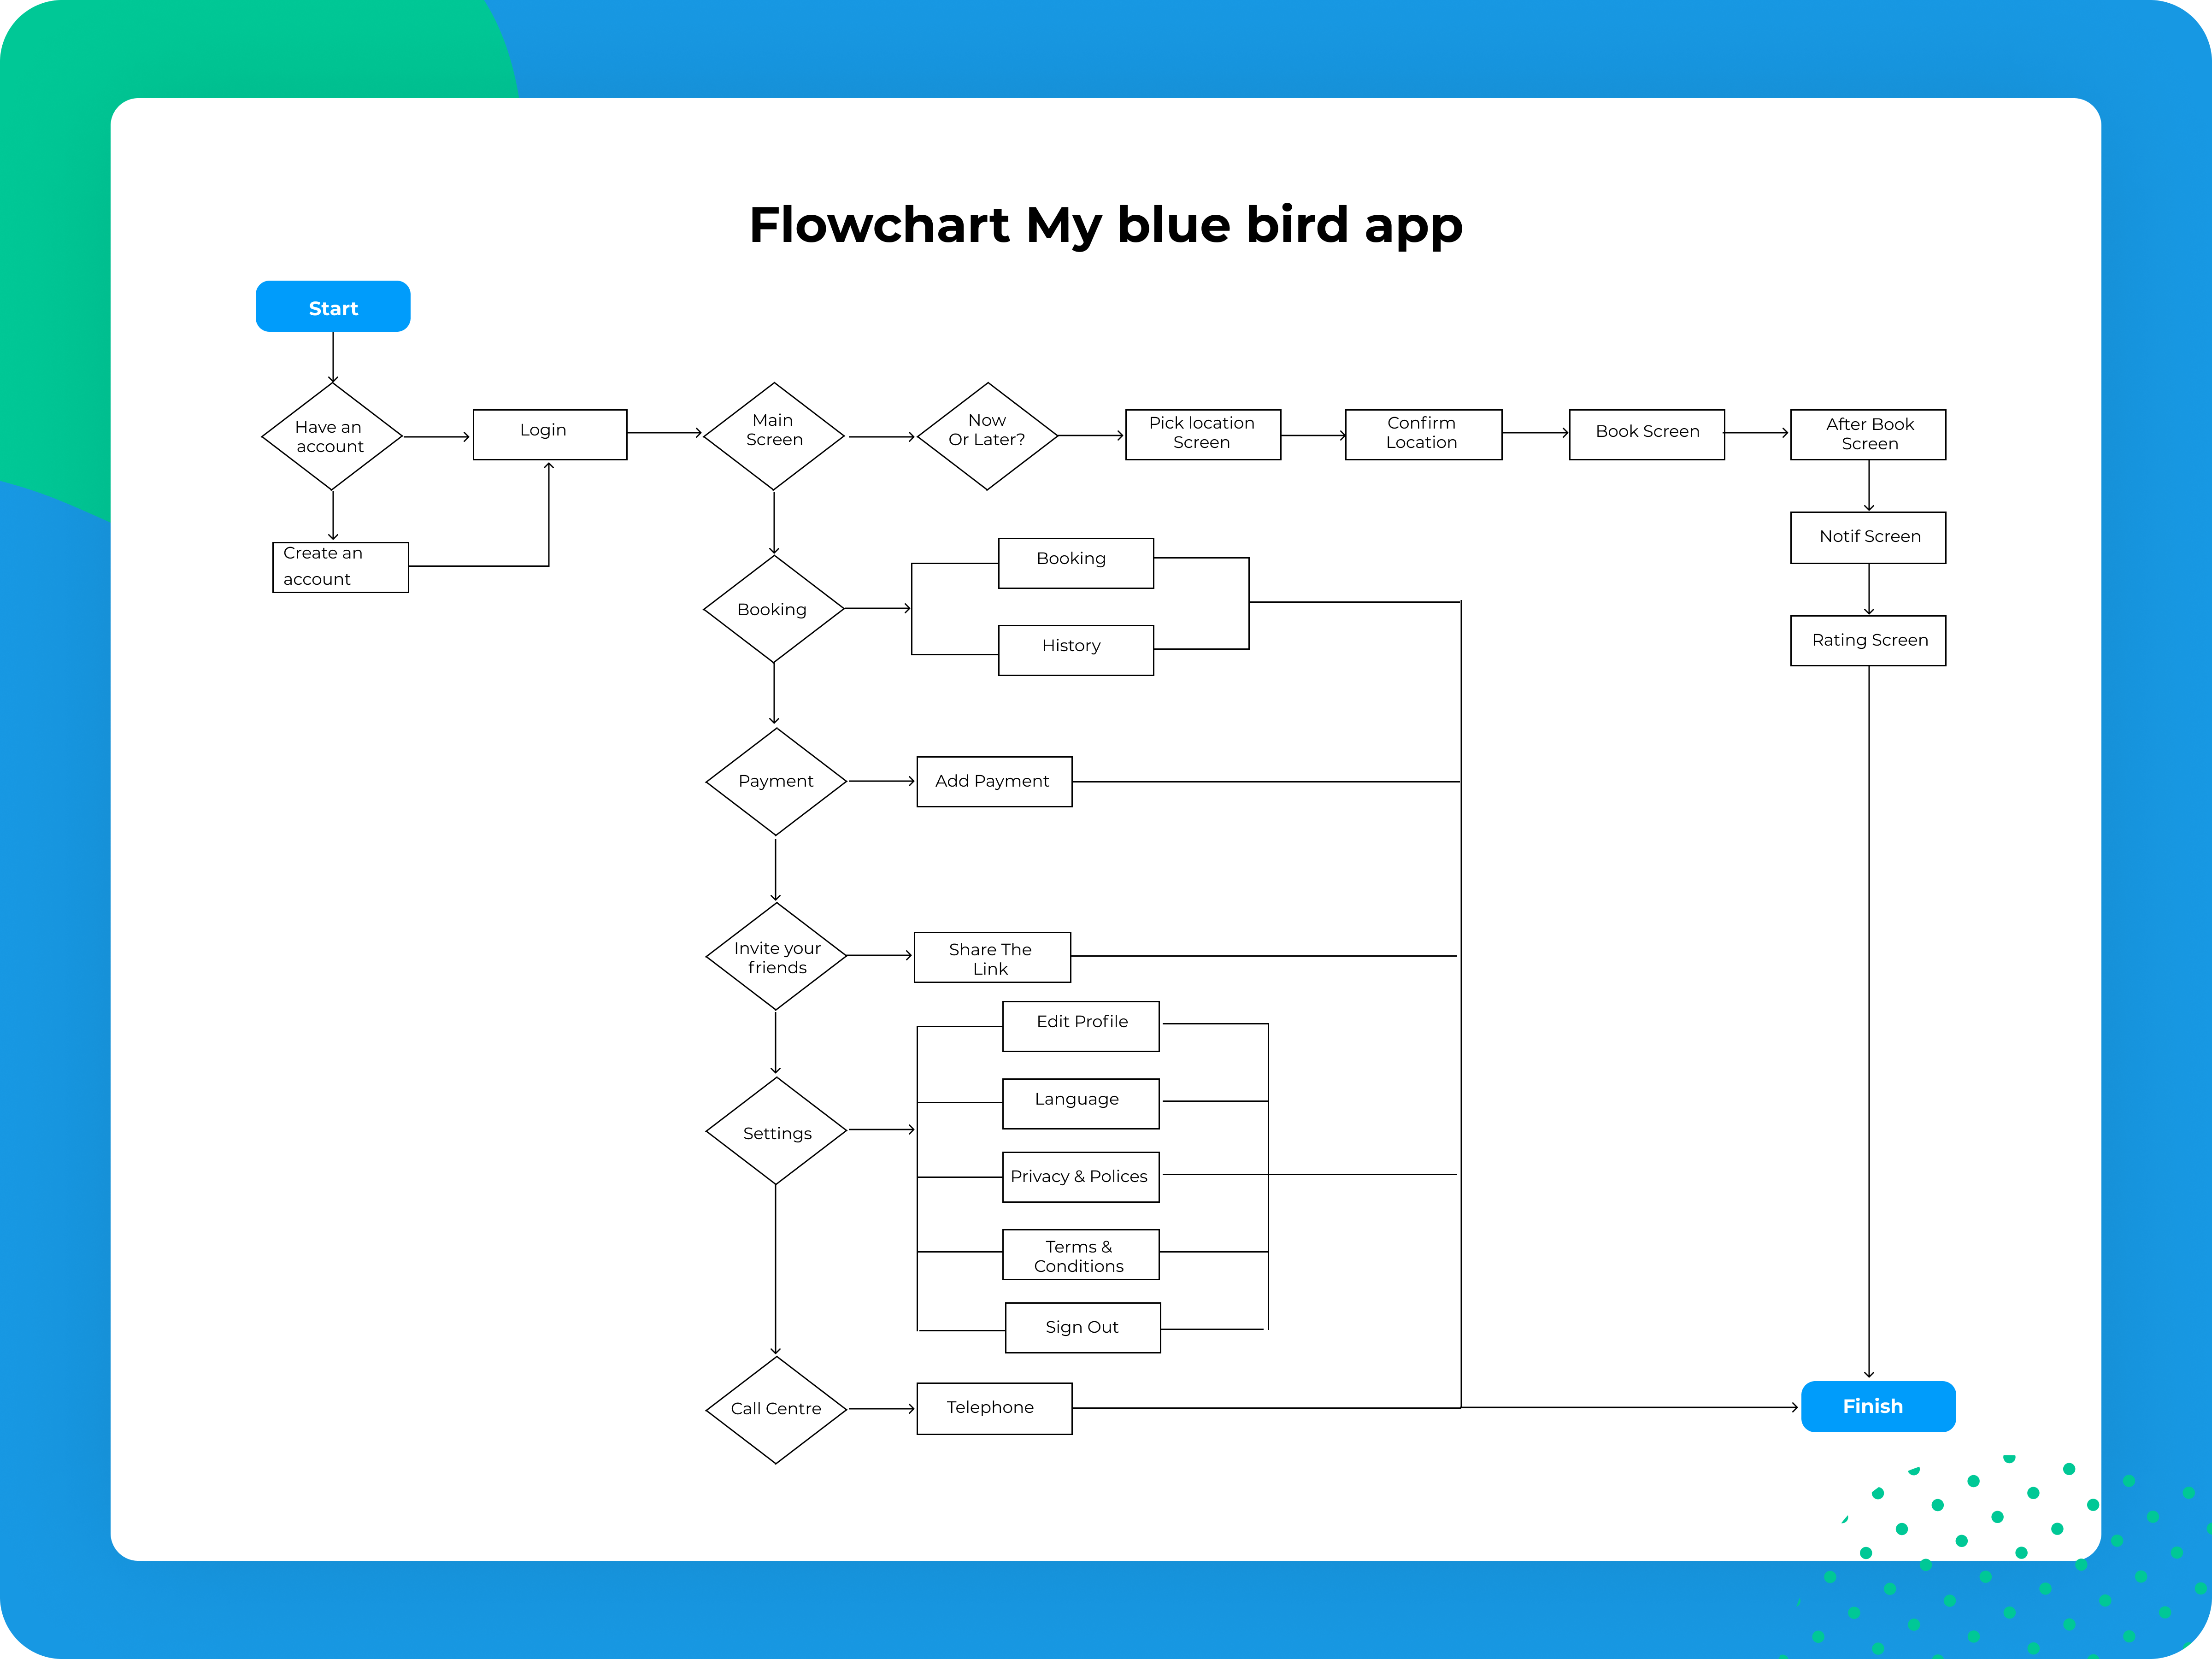 Flowchart My blue bird app
Start
Have an
account
Login
Main
Screen
Now
Or Later?
Pick location
Screen
Confirm
Location
Book Screen
After Book
Screen
Create an
account
Notif Screen
Booking
Booking
History
Rating Screen
Payment
Add Payment
Invite your
friends
Share The
Link
Settings
Edit Profile
Language
Privacy & Polices
Terms &
Conditions
Sign Out
Call Centre
Telephone
Finish